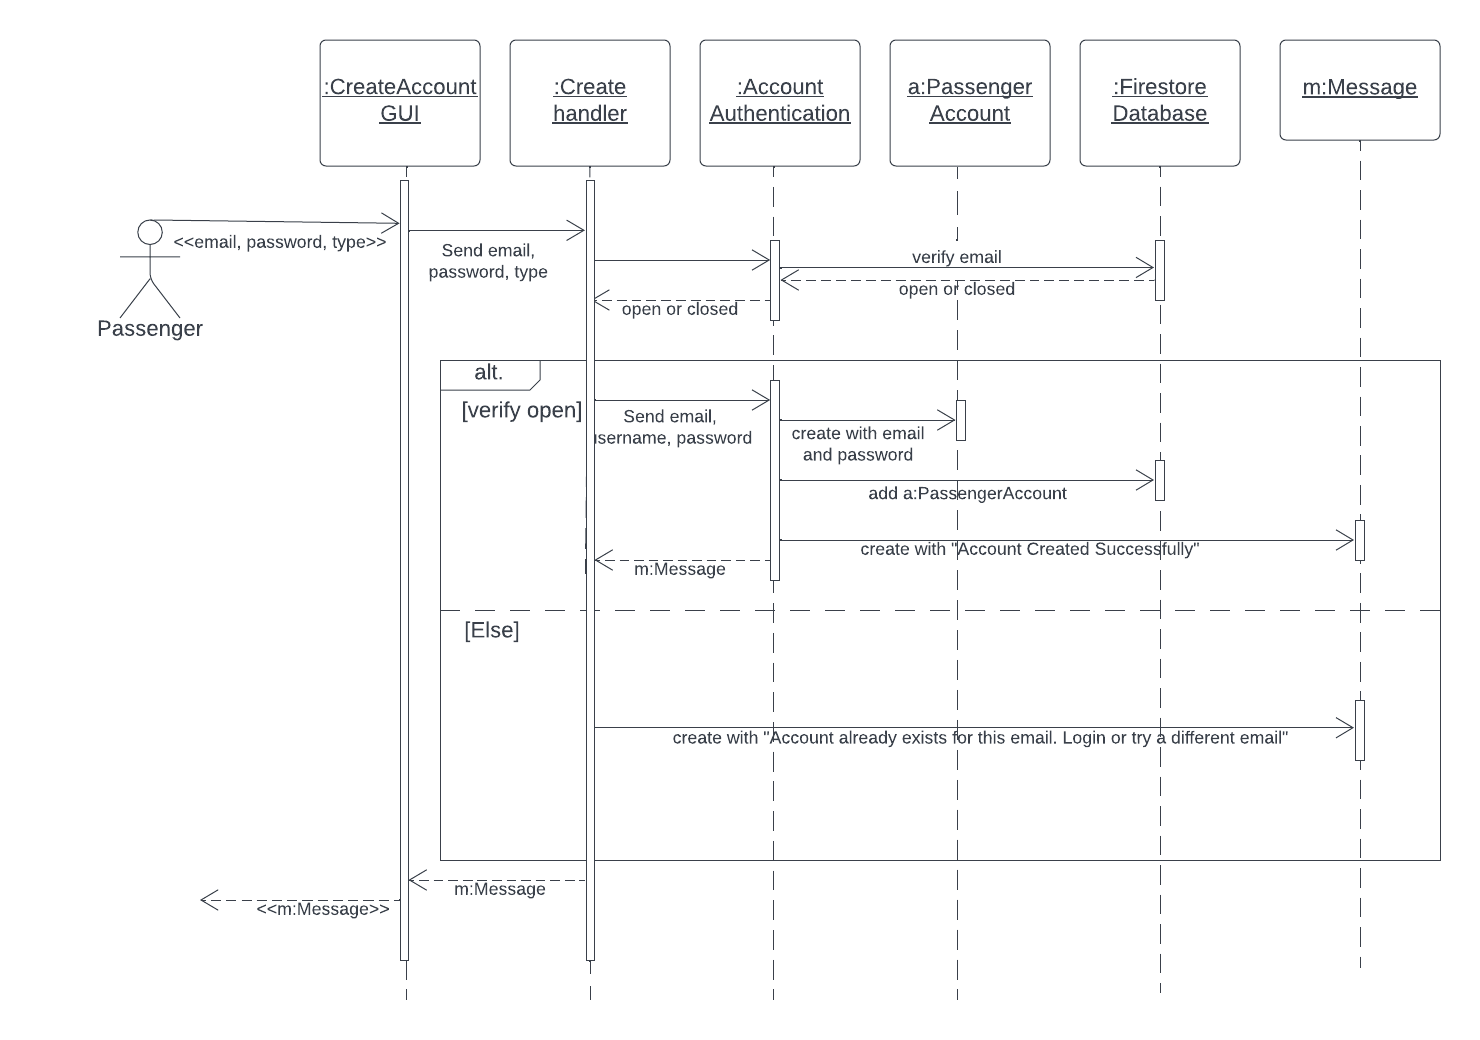 :CreateAccount
GUI
:Create
handler
:Account
Authentication
a:Passenger
Account
:Firestore
Database
m:Message
<<email, password, type>>
Passenger
Send email,
password, type
verify email
open or closed
open or closed
alt.
[verify open]
Send email,
username, password
create with email
and password
add a:PassengerAccount
create with "Account Created Successfully"
m:Message
[Else]
create with "Account already exists for this email. Login or try a different email"
m:Message
<<m:Message>>